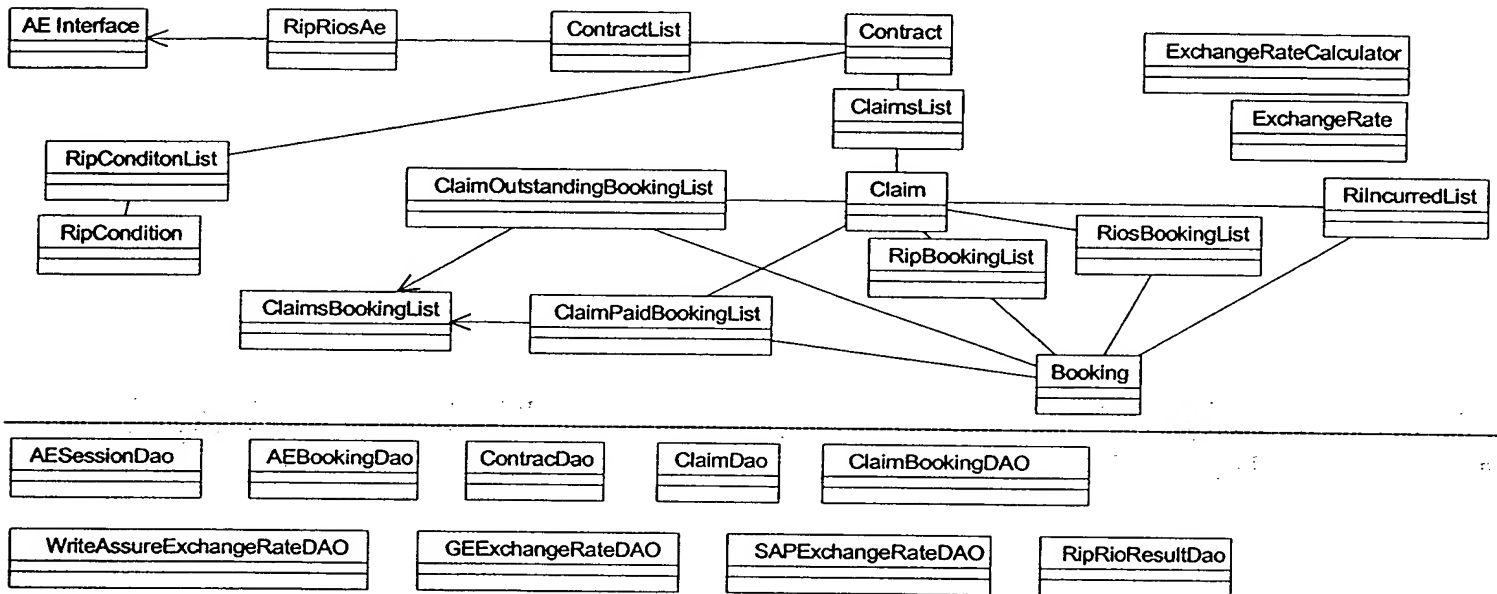 AE Interface
RipRiosAe
ContractList
Contract
ExchangeRateCalculator
ClaimsList
ExchangeRate
RipConditonList
ClaimOutstandingBookingList
Claim
RiIncurredList
RipCondition
RiosBookingList
RipBookingList
ClaimsBookingList
ClaimPaidBookingList
Booking
AESessionDao
AEBookingDao
ContracDao
ClaimDao
ClaimBookingDAO
WriteAssureExchangeRateDAO
GEExchangeRateDAO
SAPExchangeRateDAO
RipRioResultDao